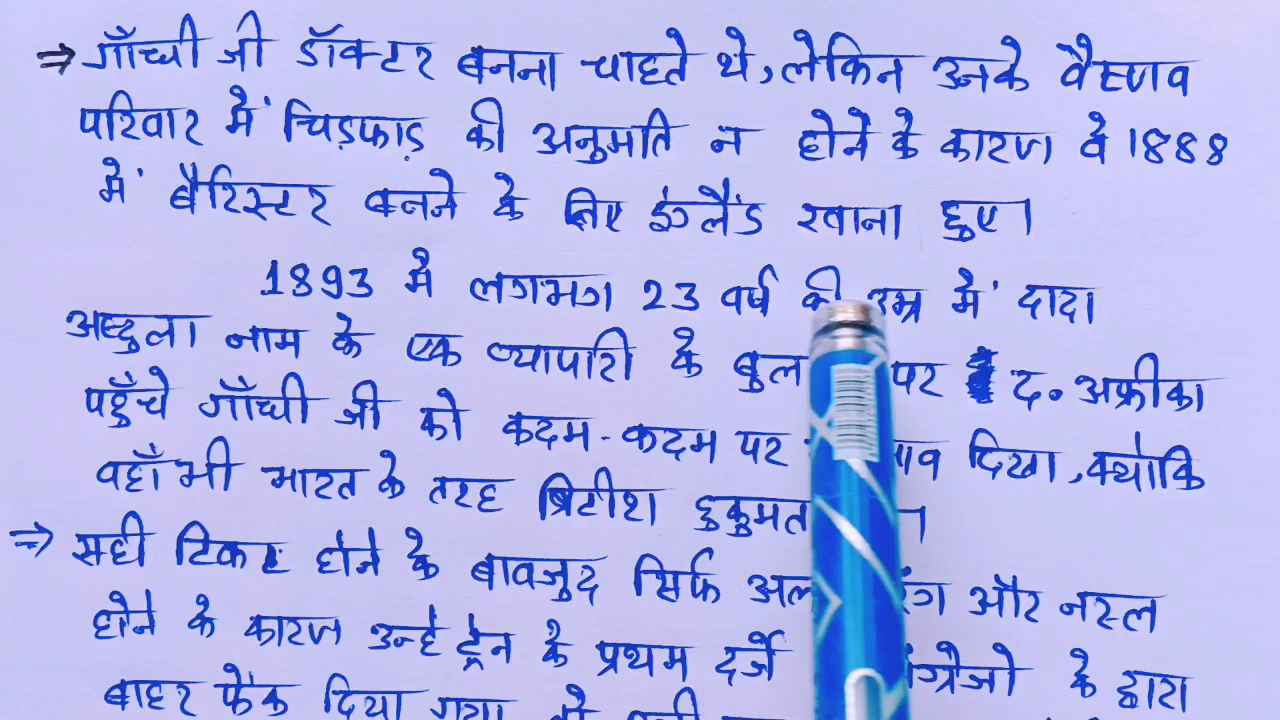 ⇒ गाँधी जी डॉक्टर बनना चाहते थे, लेकिन उनके वैष्णव
परिवार में चिड़फाड़ की अनुमति न होने के कारण वे 1888
में बैरिस्टर बनने के लिए इंग्लैंड रवाना हुए।
1893 में लगभग 23 वर्ष की उम्र में दादा
अब्दुला नाम के एक व्यापारी के बुला पर द. अफ्रीका
पहुँचे गाँधी जी को कदम-कदम पर दिखा, क्योकि
वहाँ भी भारत के तरह ब्रिटीश हुकुमत ।
⇒ सही टिकट होने के बावजुद सिर्फ रंग और नस्ल
होने के कारण उन्हे ट्रेन के प्रथम दर्जे अंग्रेजो के द्वारा
बाहर फेंक दिया गया